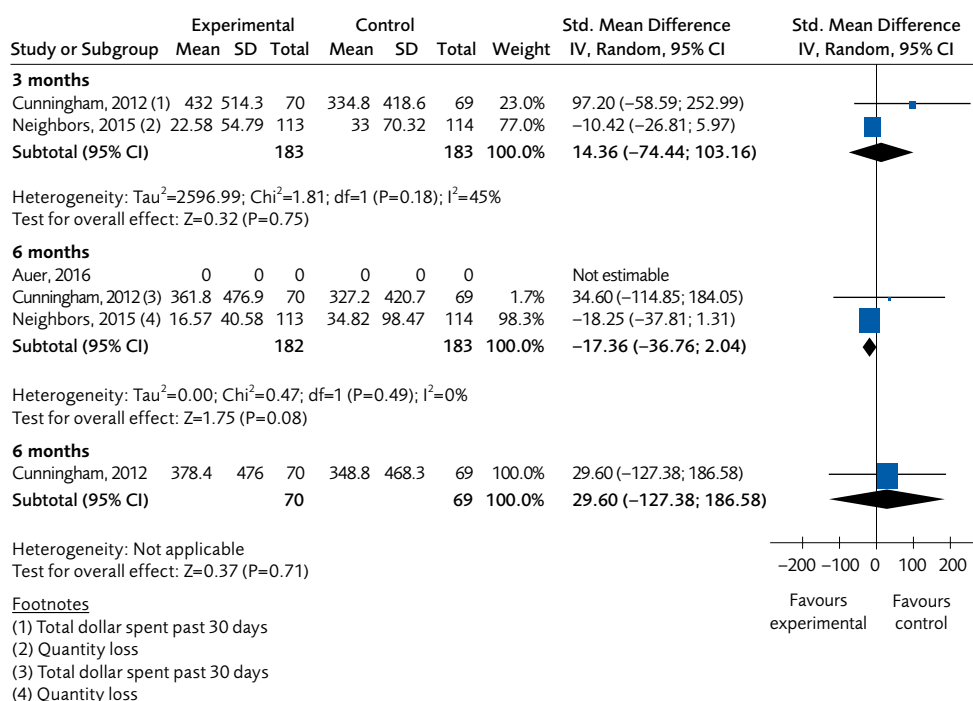 Experimental Control Std. Mean Difference Std. Mean Difference
Study or Subgroup Mean SD Total Mean SD Total Weight IV, Random, 95% CI IV, Random, 95% CI
3 months
Cunningham, 2012 (1) 432 514.3 70 334.8 418.6 69 23.0% 97.20 (−58.59; 252.99)
Neighbors, 2015 (2) 22.58 54.79 113 33 70.32 114 77.0% −10.42 (−26.81; 5.97)
Subtotal (95% CI) 183 183 100.0% 14.36 (−74.44; 103.16)
Heterogeneity: Tau²=2596.99; Chi²=1.81; df=1 (P=0.18); I²=45%
Test for overall effect: Z=0.32 (P=0.75)
6 months
Auer, 2016 0 0 0 0 0 0 Not estimable
Cunningham, 2012 (3) 361.8 476.9 70 327.2 420.7 69 1.7% 34.60 (−114.85; 184.05)
Neighbors, 2015 (4) 16.57 40.58 113 34.82 98.47 114 98.3% −18.25 (−37.81; 1.31)
Subtotal (95% CI) 182 183 100.0% −17.36 (−36.76; 2.04)
Heterogeneity: Tau²=0.00; Chi²=0.47; df=1 (P=0.49); I²=0%
Test for overall effect: Z=1.75 (P=0.08)
6 months
Cunningham, 2012 378.4 476 70 348.8 468.3 69 100.0% 29.60 (−127.38; 186.58)
Subtotal (95% CI) 70 69 100.0% 29.60 (−127.38; 186.58)
Heterogeneity: Not applicable
Test for overall effect: Z=0.37 (P=0.71)
−200 −100 0 100 200
Favours Favours
experimental control
Footnotes
(1) Total dollar spent past 30 days
(2) Quantity loss
(3) Total dollar spent past 30 days
(4) Quantity loss